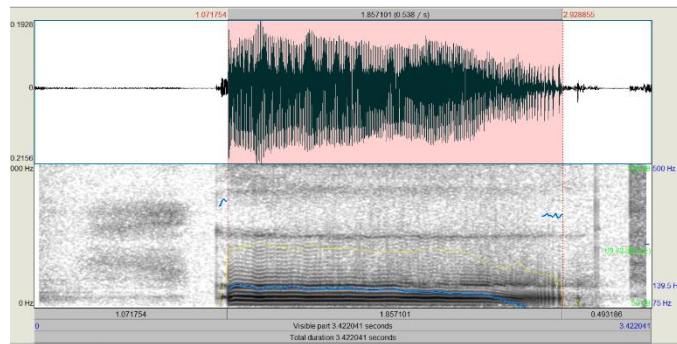 1.071754 1.857101 (0.538 / s) 2.928855
0.1928
0
0.2156
000 Hz 500 Hz
139.5 H
0 Hz 75 Hz
1.071754 1.857101 0.493186
0 Visible part 3.422041 seconds 3.422041
Total duration 3.422041 seconds